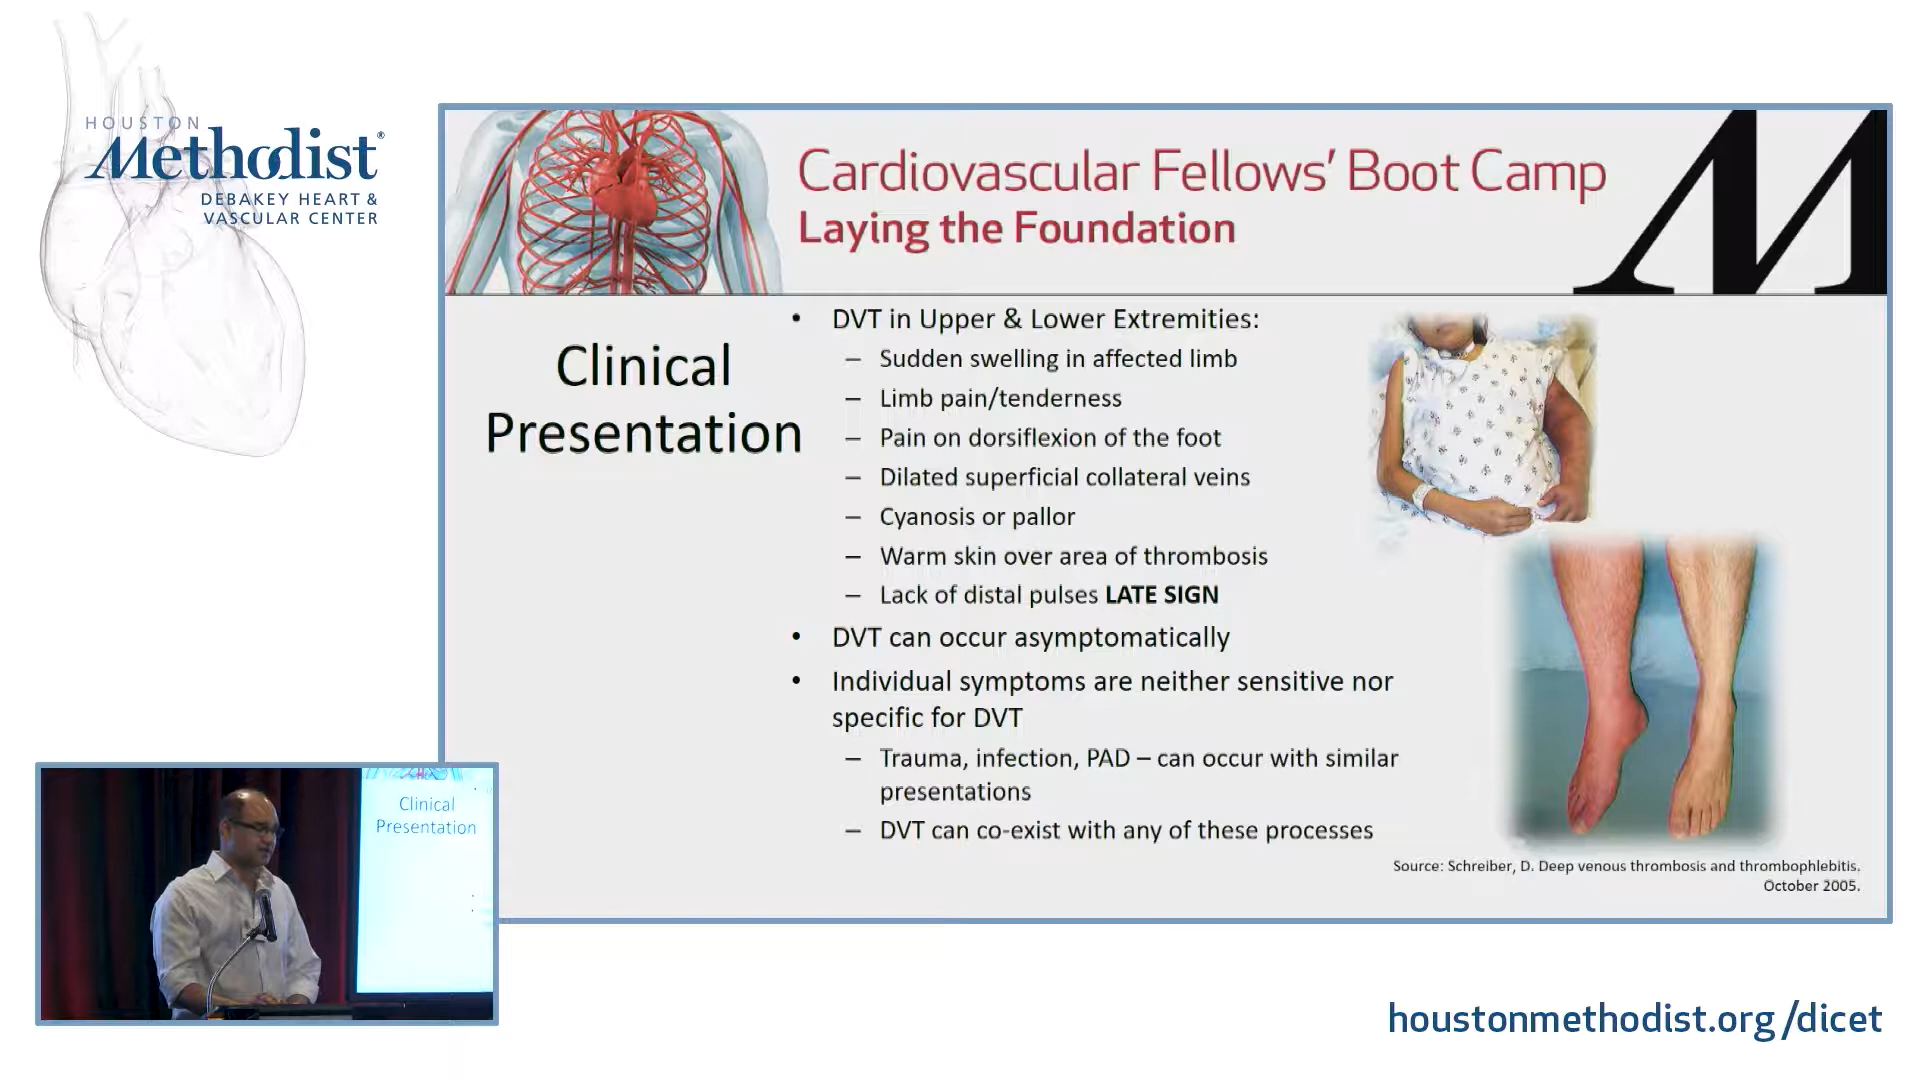 HOUSTON
Methodist®
DEBAKEY HEART &
VASCULAR CENTER
Cardiovascular Fellows' Boot Camp
Laying the Foundation
Clinical
Presentation
• DVT in Upper & Lower Extremities:
– Sudden swelling in affected limb
– Limb pain/tenderness
– Pain on dorsiflexion of the foot
– Dilated superficial collateral veins
– Cyanosis or pallor
– Warm skin over area of thrombosis
– Lack of distal pulses LATE SIGN
• DVT can occur asymptomatically
• Individual symptoms are neither sensitive nor
specific for DVT
– Trauma, infection, PAD – can occur with similar
presentations
– DVT can co-exist with any of these processes
Source: Schreiber, D. Deep venous thrombosis and thrombophlebitis.
October 2005.
Clinical
Presentation
houstonmethodist.org/dicet